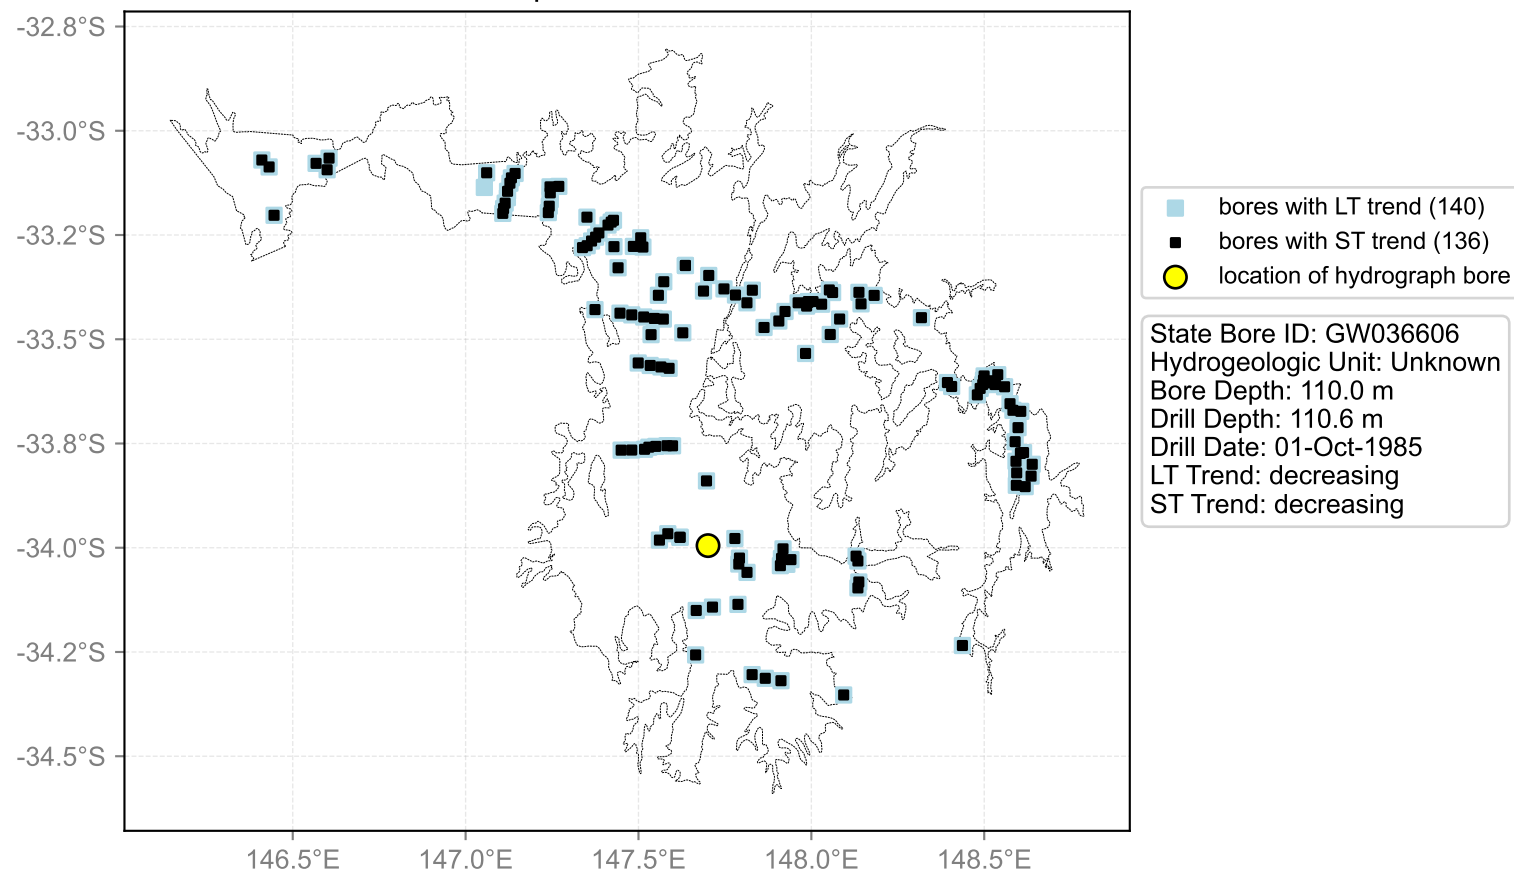 -32.8°S
-33.0°S
-33.2°S
-33.5°S
-33.8°S
-34.0°S
-34.2°S
-34.5°S
146.5°E
147.0°E
147.5°E
148.0°E
148.5°E
bores with LT trend (140)
bores with ST trend (136)
location of hydrograph bore
State Bore ID: GW036606
Hydrogeologic Unit: Unknown
Bore Depth: 110.0 m
Drill Depth: 110.6 m
Drill Date: 01-Oct-1985
LT Trend: decreasing
ST Trend: decreasing